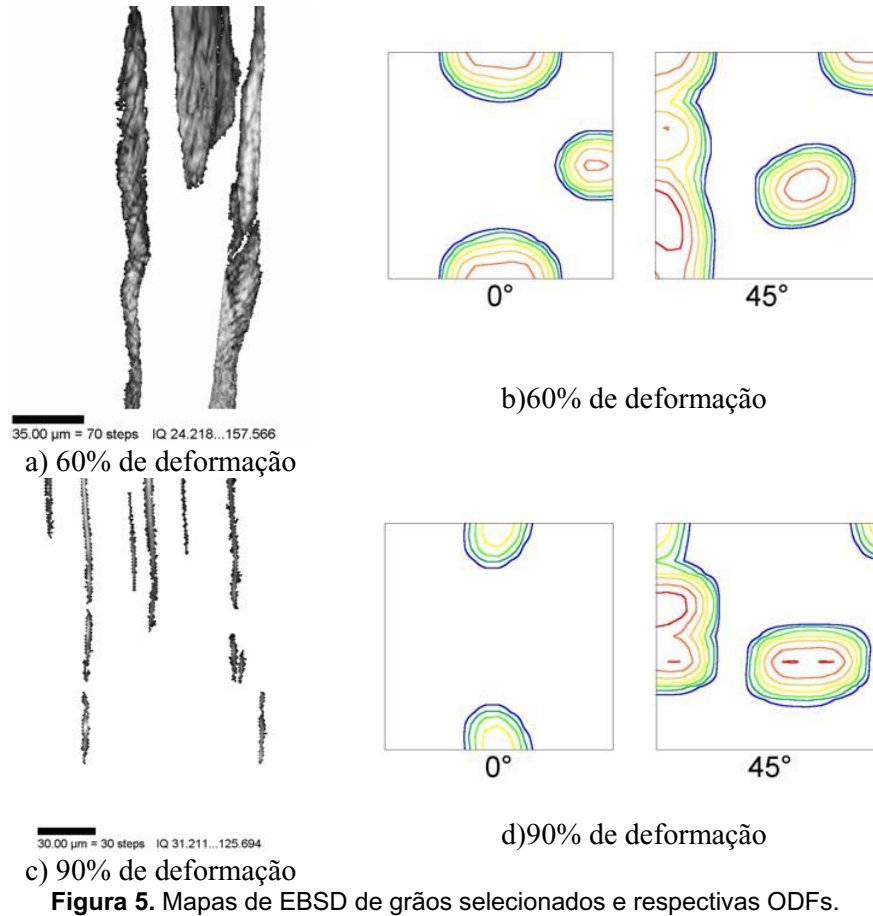 0°
45°
b)60% de deformação
35.00 µm = 70 steps IQ 24.218...157.566
a) 60% de deformação
0°
45°
30.00 µm = 30 steps IQ 31.211...125.694
d)90% de deformação
c) 90% de deformação
Figura 5. Mapas de EBSD de grãos selecionados e respectivas ODFs.